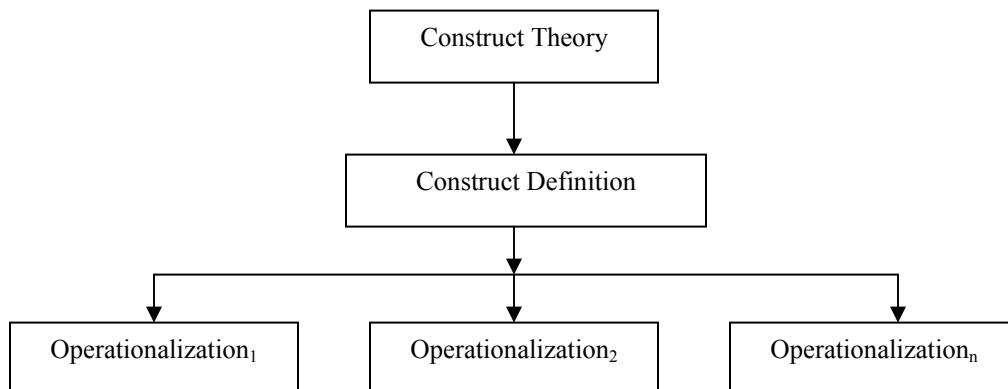 Construct Theory
Construct Definition
Operationalization₁
Operationalization₂
Operationalizationₙ